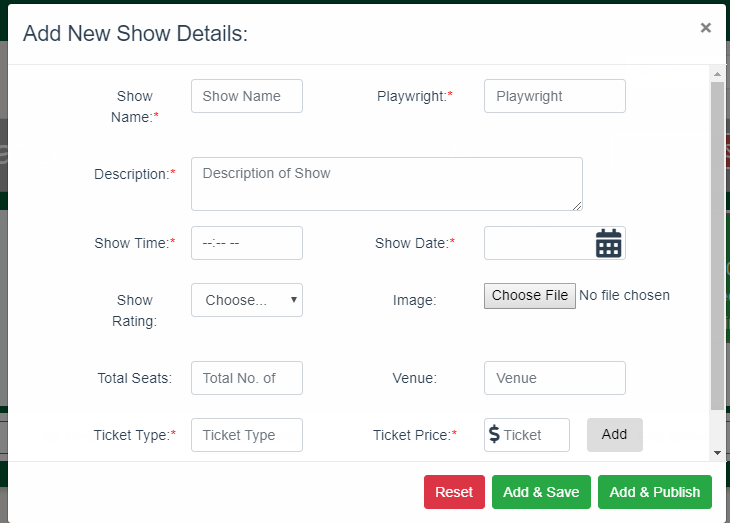 Add New Show Details:
×
Show Name:* Show Name Playwright:* Playwright
Description:* Description of Show
Show Time:* --:-- -- Show Date:*
Show Rating: Choose... Image: Choose File No file chosen
Total Seats: Total No. of Venue: Venue
Ticket Type:* Ticket Type Ticket Price:* $ Ticket Add
Reset Add & Save Add & Publish